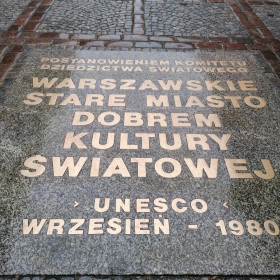 POSTANOWIENIEM KOMITETU
DZIEDZICTWA ŚWIATOWEGO
WARSZAWSKIE
STARE MIASTO
DOBREM
KULTURY
ŚWIATOWEJ
› UNESCO ‹
WRZESIEŃ - 1980